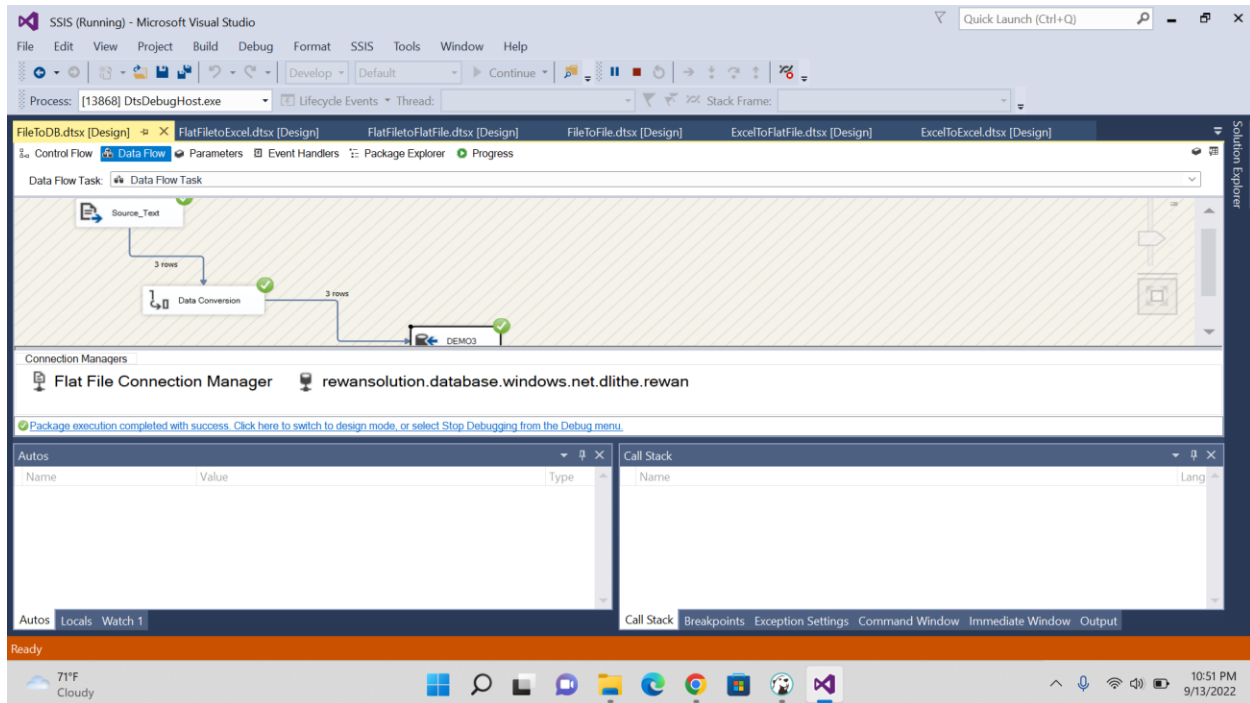 SSIS (Running) - Microsoft Visual Studio
Quick Launch (Ctrl+Q)
File Edit View Project Build Debug Format SSIS Tools Window Help
Develop Default Continue
Process: [13868] DtsDebugHost.exe Lifecycle Events Thread: Stack Frame:
FileToDB.dtsx [Design] FlatFiletoExcel.dtsx [Design] FlatFiletoFlatFile.dtsx [Design] FileToFile.dtsx [Design] ExcelToFlatFile.dtsx [Design] ExcelToExcel.dtsx [Design]
Solution Explorer
Control Flow Data Flow Parameters Event Handlers Package Explorer Progress
Data Flow Task: Data Flow Task
Source_Text
3 rows
Data Conversion
3 rows
DEMO3
Connection Managers
Flat File Connection Manager rewansolution.database.windows.net.dlithe.rewan
Package execution completed with success. Click here to switch to design mode, or select Stop Debugging from the Debug menu.
Autos
Name Value Type
Call Stack
Name Lang
Autos Locals Watch 1
Call Stack Breakpoints Exception Settings Command Window Immediate Window Output
Ready
71°F
Cloudy
10:51 PM
9/13/2022